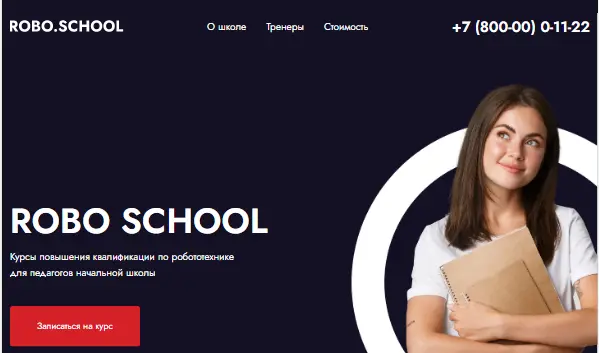 ROBO.SCHOOL
О школе
Тренеры
Стоимость
+7 (800-00) 0-11-22
ROBO SCHOOL
Курсы повышения квалификации по робототехнике
для педагогов начальной школы
Записаться на курс